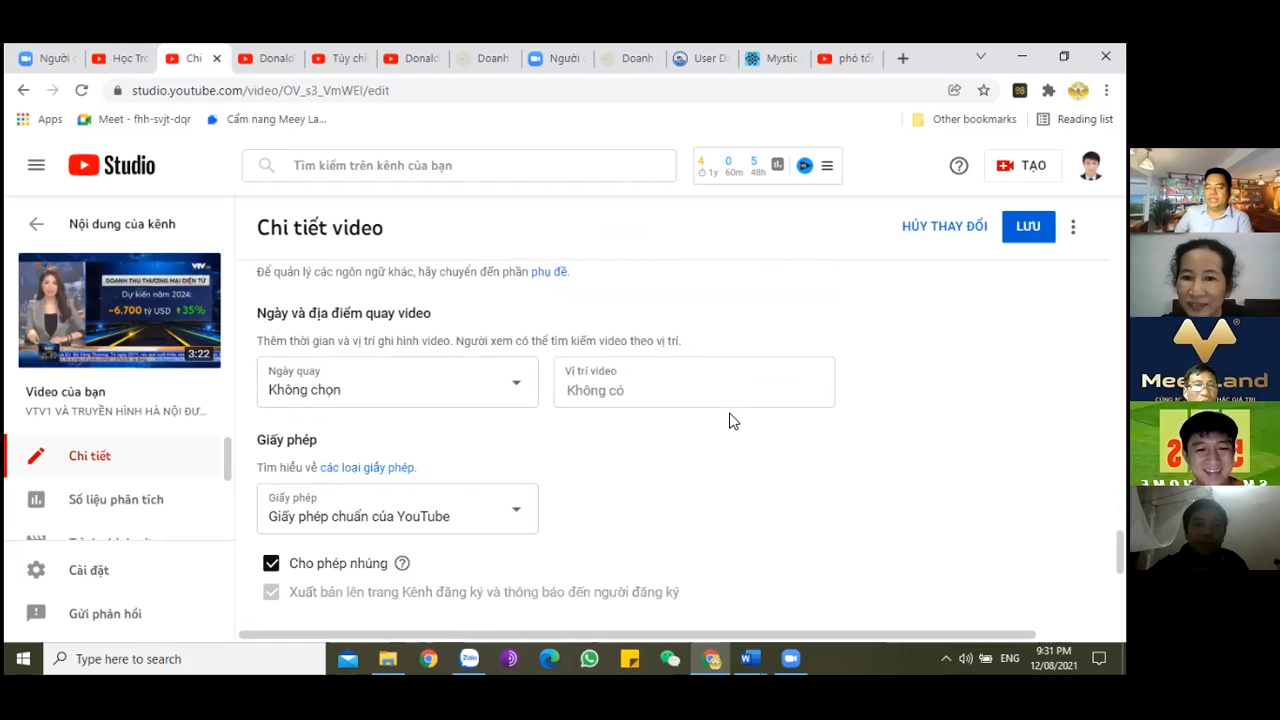 Người
Học Tro
Chi
Donald
Tùy chỉ
Donald
Doanh
Người
Doanh
User Da
Mystic
phó tổn
studio.youtube.com/video/OV_s3_VmWEI/edit
Apps
Meet - fhh-svjt-dqr
Cẩm nang Meey La...
Other bookmarks
Reading list
Studio
Tìm kiếm trên kênh của bạn
4 0 5
1y 60m 48h
TẠO
Nội dung của kênh
Chi tiết video
HỦY THAY ĐỔI
LƯU
VTV1
DOANH THU THƯƠNG MẠI ĐIỆN TỬ
Dự kiến năm 2024:
~6.700 tỷ USD 35%
3:22
Video của bạn
VTV1 VÀ TRUYỀN HÌNH HÀ NỘI ĐƯ...
Chi tiết
Số liệu phân tích
Cài đặt
Gửi phản hồi
Để quản lý các ngôn ngữ khác, hãy chuyển đến phần phụ đề.
Ngày và địa điểm quay video
Thêm thời gian và vị trí ghi hình video. Người xem có thể tìm kiếm video theo vị trí.
Ngày quay
Không chọn
Vị trí video
Không có
Giấy phép
Tìm hiểu về các loại giấy phép.
Giấy phép
Giấy phép chuẩn của YouTube
Cho phép nhúng
Xuất bản lên trang Kênh đăng ký và thông báo đến người đăng ký
Type here to search
Zalo
ENG
9:31 PM
12/08/2021